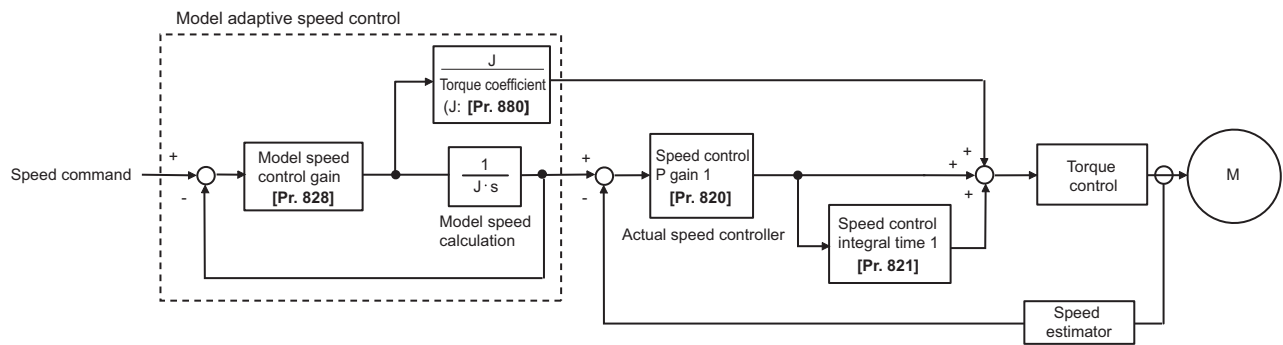 Model adaptive speed control
J
Torque coefficient
(J: [Pr. 880]
Speed command
+
-
Model speed
control gain
[Pr. 828]
1
J·s
Model speed
calculation
+
-
Speed control
P gain 1
[Pr. 820]
Actual speed controller
Speed control
integral time 1
[Pr. 821]
+
+
+
Torque
control
M
Speed
estimator